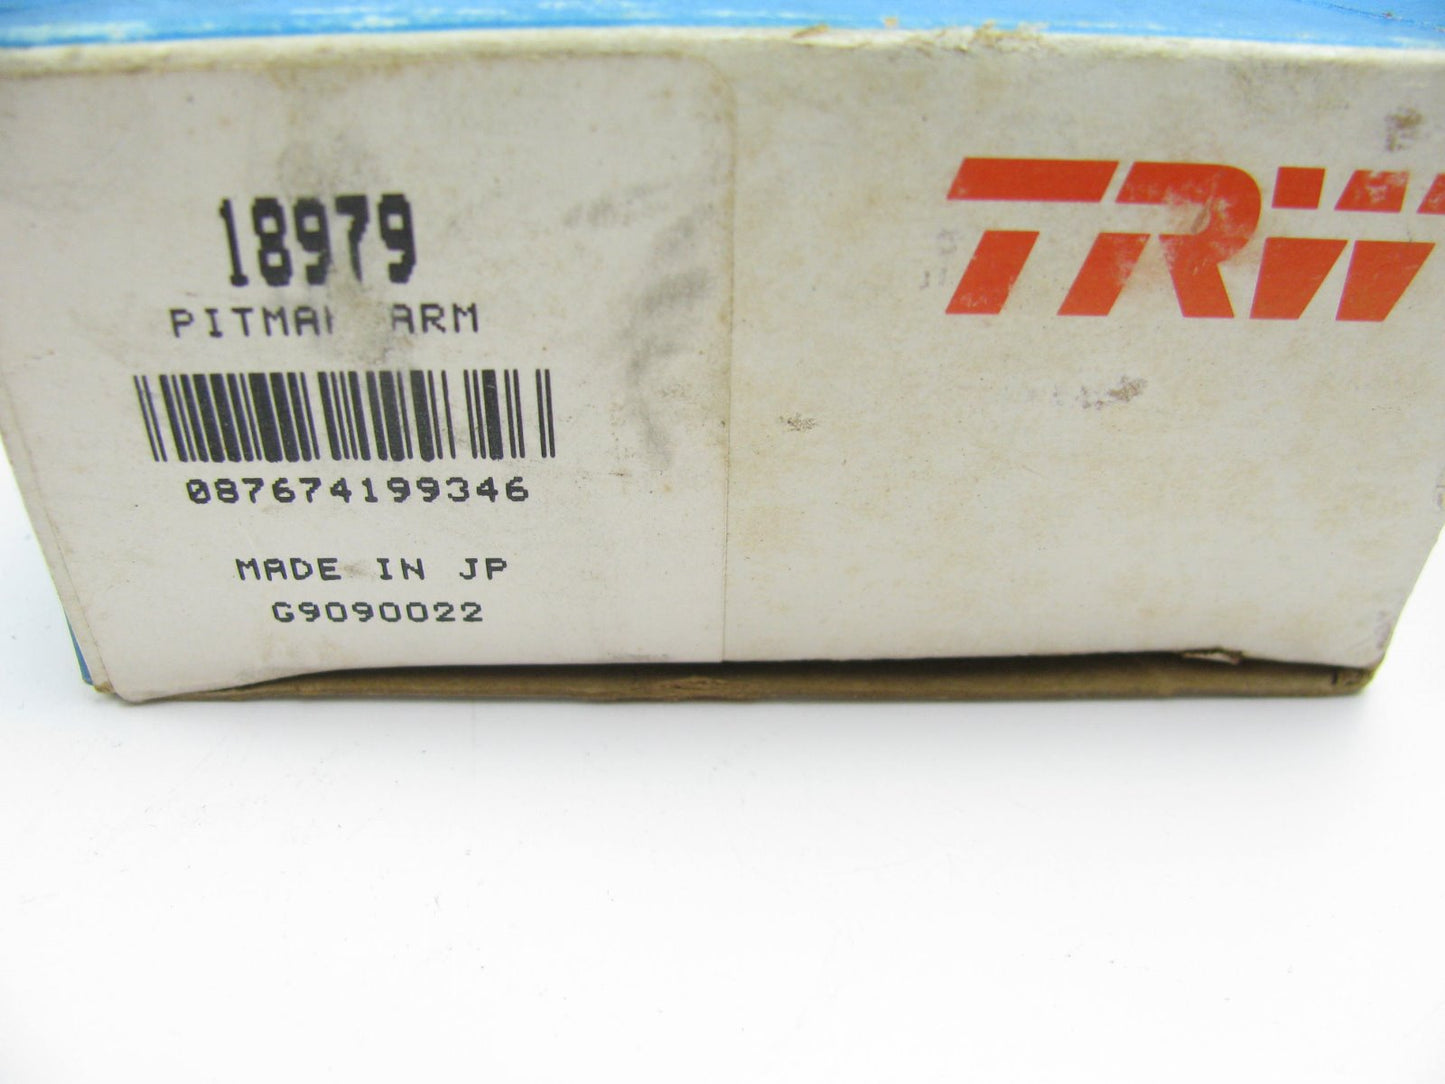 18979
PITMAN ARM
087674199346
MADE IN JP
G9090022
TRW